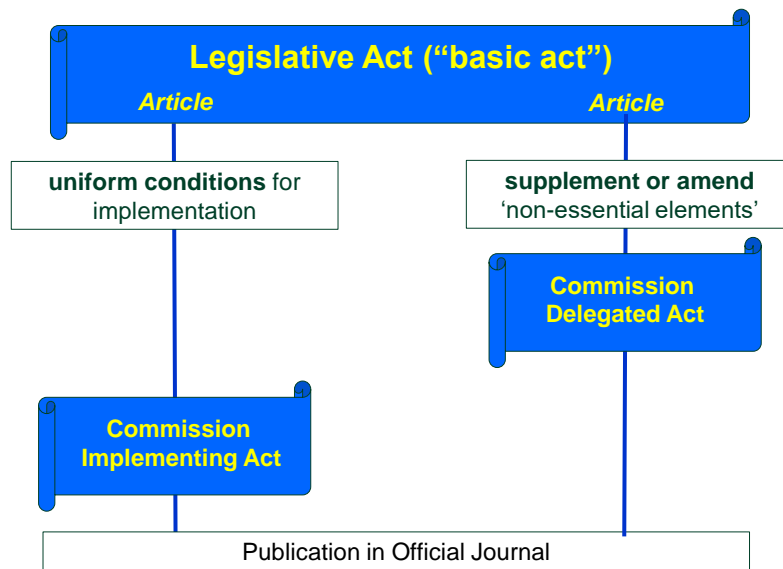 Legislative Act (“basic act”)
Article
Article
uniform conditions for
implementation
supplement or amend
‘non-essential elements’
Commission
Delegated Act
Commission
Implementing Act
Publication in Official Journal